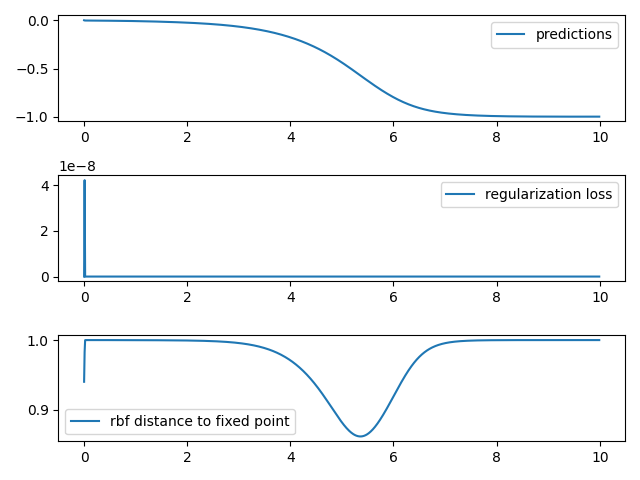 0.0
−0.5
−1.0
predictions
0 2 4 6 8 10
1e−8
4
2
0
regularization loss
0 2 4 6 8 10
1.0
0.9
rbf distance to fixed point
0 2 4 6 8 10